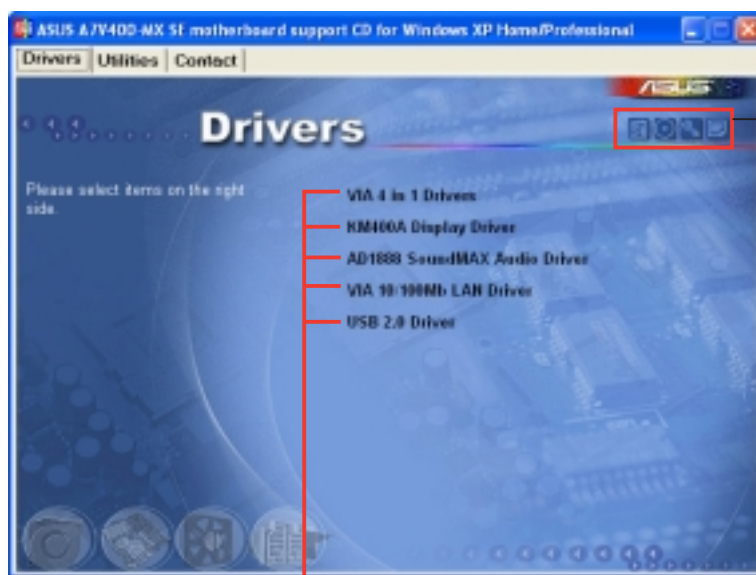 ASUS A7V400-MX SE motherboard support CD for Windows XP Home/Professional
Drivers Utilities Contact
ASUS
Drivers
Please select items on the right
side.
VIA 4 in 1 Drivers
KM400A Display Driver
AD1888 SoundMAX Audio Driver
VIA 10/100Mb LAN Driver
USB 2.0 Driver